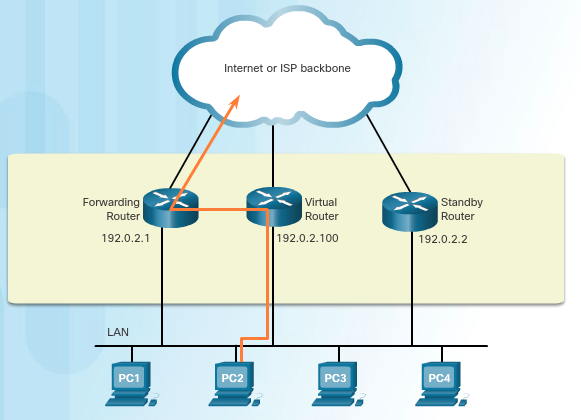 Internet or ISP backbone
Forwarding
Router
192.0.2.1
Virtual
Router
192.0.2.100
Standby
Router
192.0.2.2
LAN
PC1
PC2
PC3
PC4